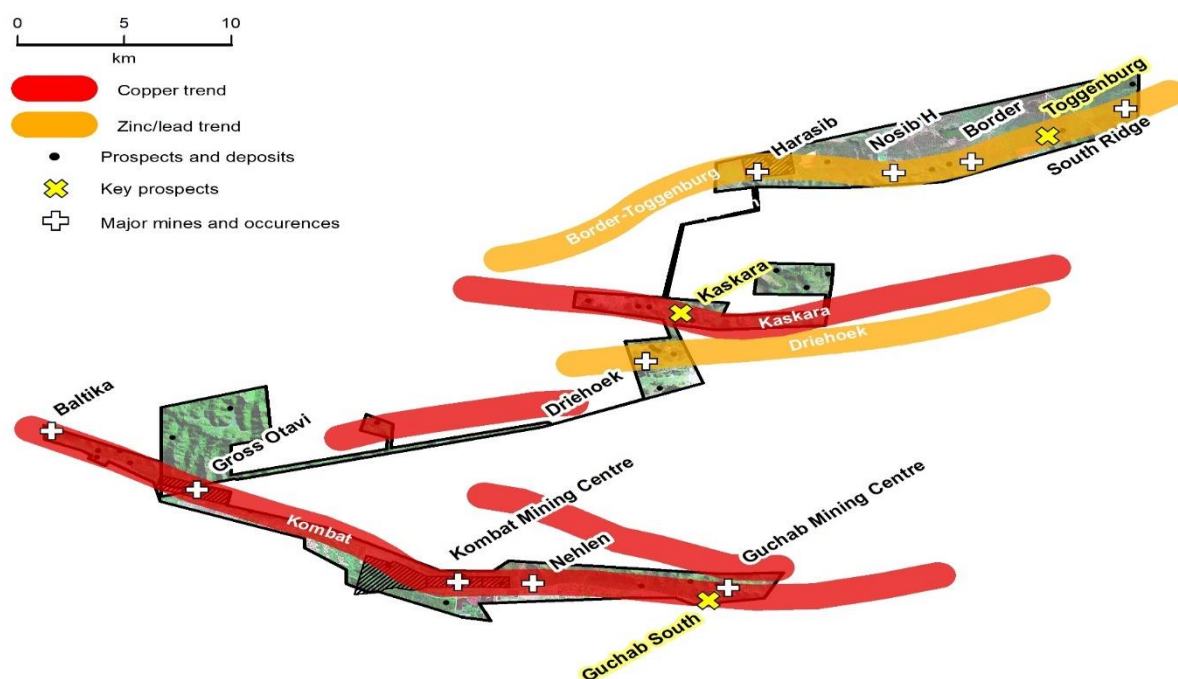 0 5 10
km
Copper trend
Zinc/lead trend
Prospects and deposits
Key prospects
Major mines and occurences
Toggenburg
Border
Nosib H
Harasib
South Ridge
Border-Toggenburg
Kaskara
Kaskara
Driehoek
Driehoek
Baltika
Gross Otavi
Kombat
Kombat Mining Centre
Nehlen
Guchab Mining Centre
Guchab South